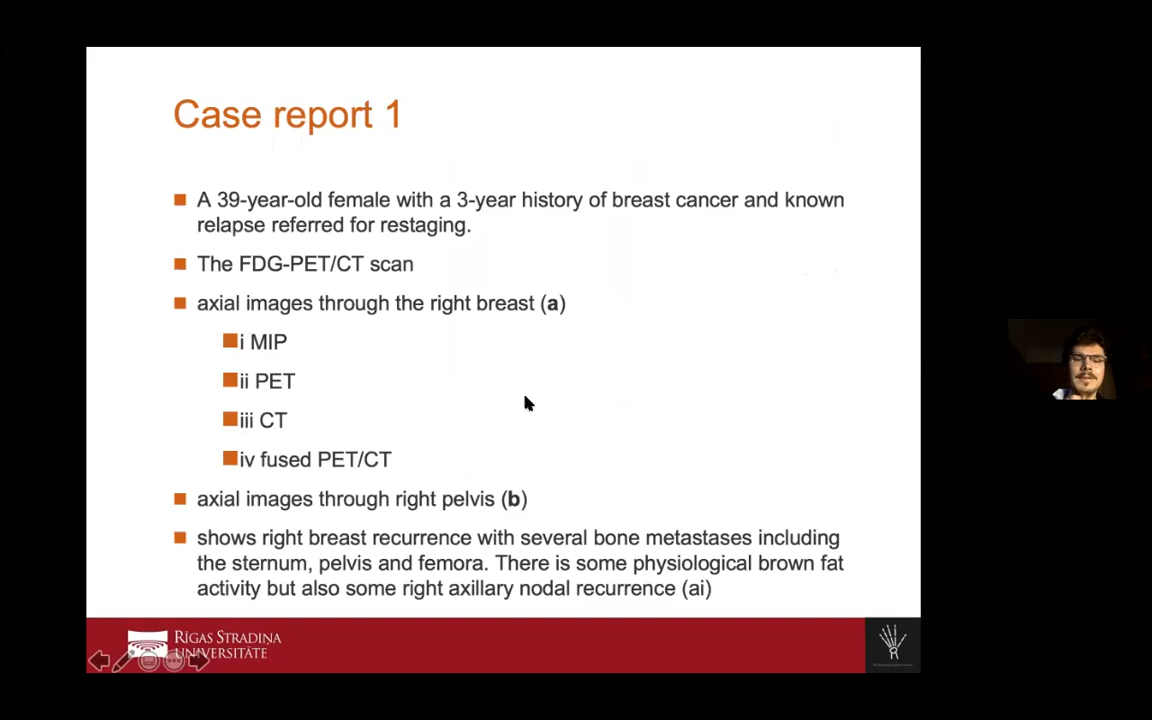 Case report 1
A 39-year-old female with a 3-year history of breast cancer and known
relapse referred for restaging.
The FDG-PET/CT scan
axial images through the right breast (a)
i MIP
ii PET
iii CT
iv fused PET/CT
axial images through right pelvis (b)
shows right breast recurrence with several bone metastases including
the sternum, pelvis and femora. There is some physiological brown fat
activity but also some right axillary nodal recurrence (ai)
RĪGAS STRADIŅA
UNIVERSITĀTE